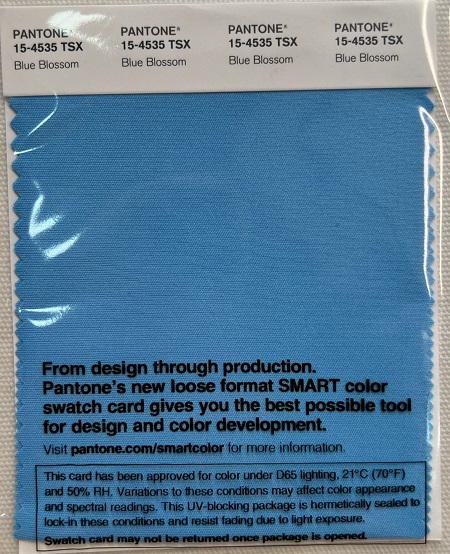 PANTONE® PANTONE® PANTONE® PANTONE®
15-4535 TSX 15-4535 TSX 15-4535 TSX 15-4535 TSX
Blue Blossom Blue Blossom Blue Blossom Blue Blossom
From design through production.
Pantone's new loose format SMART color
swatch card gives you the best possible tool
for design and color development.
Visit pantone.com/smartcolor for more information.
This card has been approved for color under D65 lighting, 21°C (70°F)
and 50% RH. Variations to these conditions may affect color appearance
and spectral readings. This UV-blocking package is hermetically sealed to
lock-in these conditions and resist fading due to light exposure.
Swatch card may not be returned once package is opened.